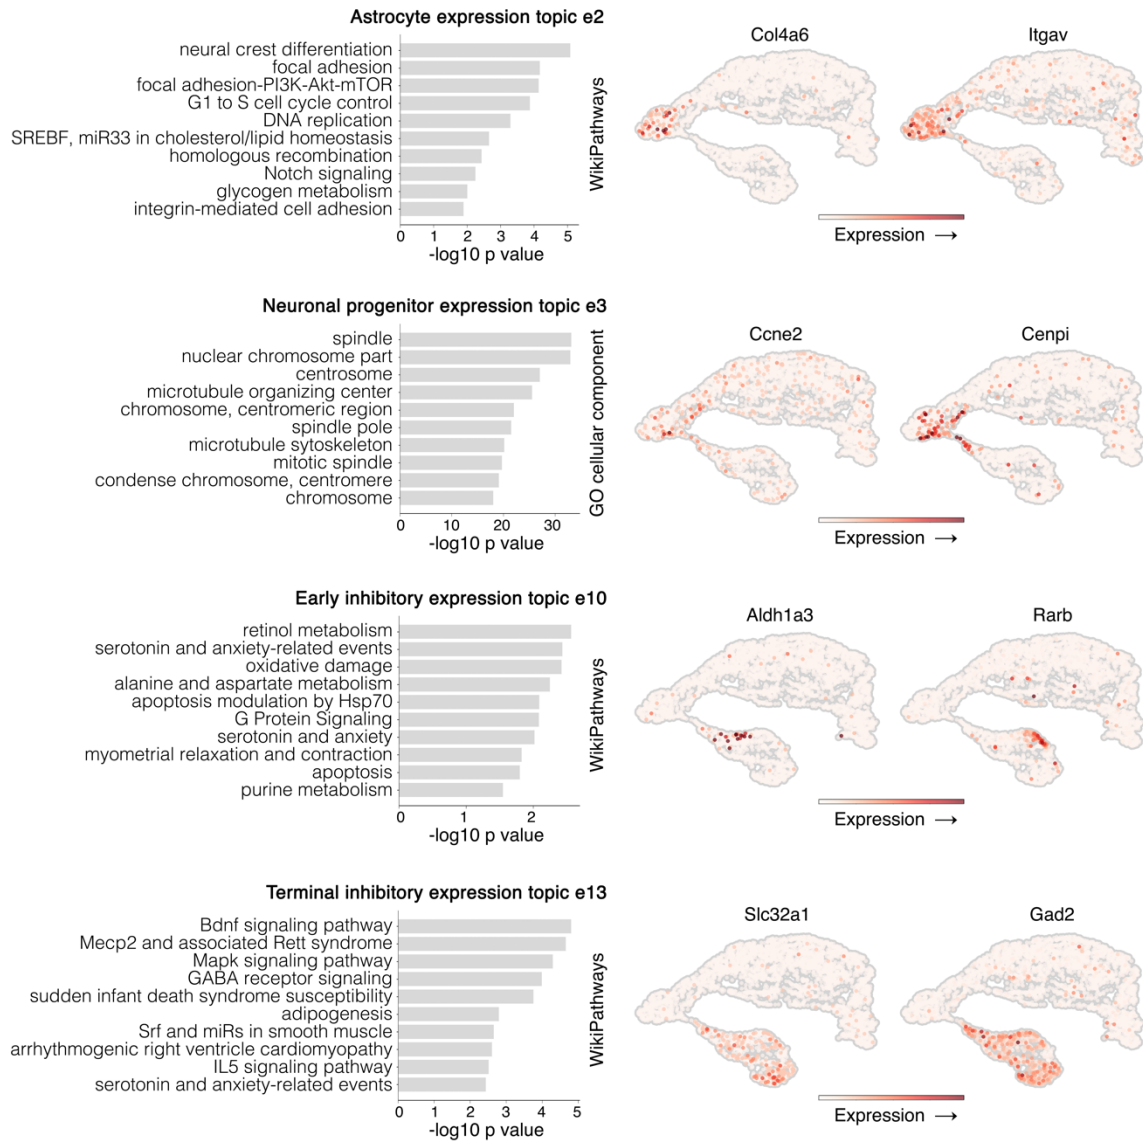 Astrocyte expression topic e2
neural crest differentiation
focal adhesion
focal adhesion-PI3K-Akt-mTOR
G1 to S cell cycle control
DNA replication
SREBF, miR33 in cholesterol/lipid homeostasis
homologous recombination
Notch signaling
glycogen metabolism
integrin-mediated cell adhesion
0 1 2 3 4 5
-log10 p value
WikiPathways
Col4a6
Itgav
Expression →
Neuronal progenitor expression topic e3
spindle
nuclear chromosome part
centrosome
microtubule organizing center
chromosome, centromeric region
spindle pole
microtubule sytoskeleton
mitotic spindle
condense chromosome, centromere
chromosome
0 10 20 30
-log10 p value
GO cellular component
Ccne2
Cenpi
Expression →
Early inhibitory expression topic e10
retinol metabolism
serotonin and anxiety-related events
oxidative damage
alanine and aspartate metabolism
apoptosis modulation by Hsp70
G Protein Signaling
serotonin and anxiety
myometrial relaxation and contraction
apoptosis
purine metabolism
0 1 2
-log10 p value
WikiPathways
Aldh1a3
Rarb
Expression →
Terminal inhibitory expression topic e13
Bdnf signaling pathway
Mecp2 and associated Rett syndrome
Mapk signaling pathway
GABA receptor signaling
sudden infant death syndrome susceptibility
adipogenesis
Srf and miRs in smooth muscle
arrhythmogenic right ventricle cardiomyopathy
IL5 signaling pathway
serotonin and anxiety-related events
0 1 2 3 4 5
-log10 p value
WikiPathways
Slc32a1
Gad2
Expression →